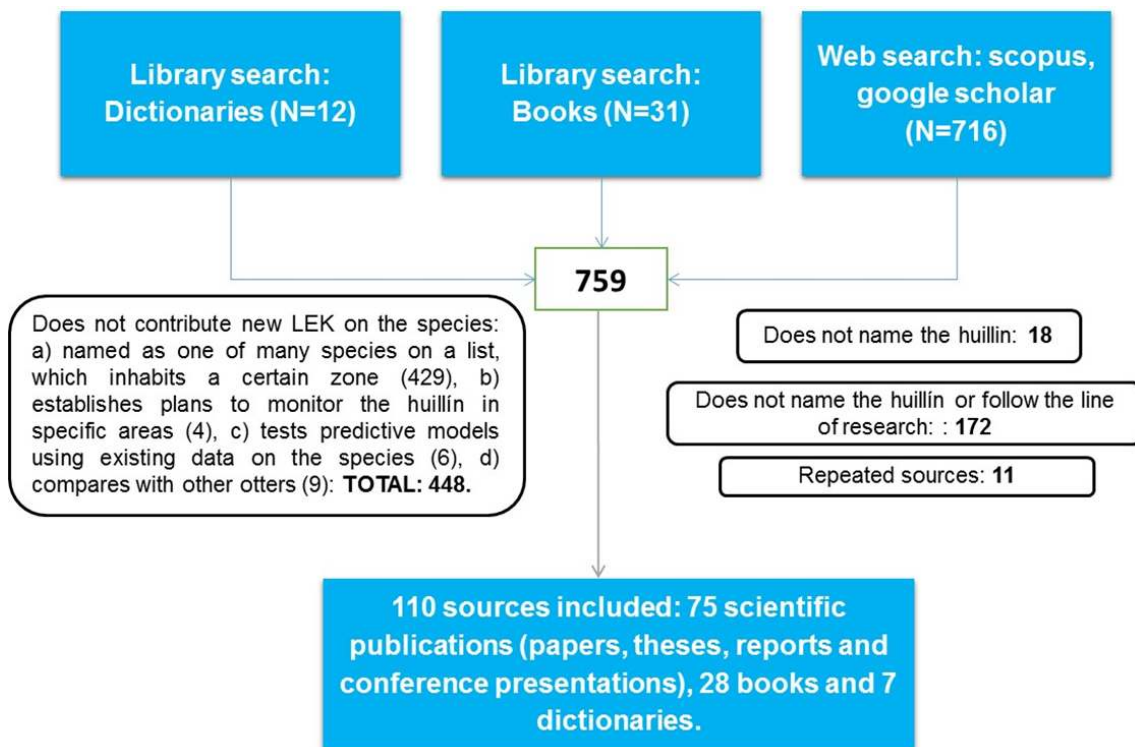 Library search:
Dictionaries (N=12)
Library search:
Books (N=31)
Web search: scopus,
google scholar
(N=716)
759
Does not contribute new LEK on the species:
a) named as one of many species on a list,
which inhabits a certain zone (429), b)
establishes plans to monitor the huillín in
specific areas (4), c) tests predictive models
using existing data on the species (6), d)
compares with other otters (9): TOTAL: 448.
Does not name the huillin: 18
Does not name the huillín or follow the line
of research: : 172
Repeated sources: 11
110 sources included: 75 scientific
publications (papers, theses, reports and
conference presentations), 28 books and 7
dictionaries.